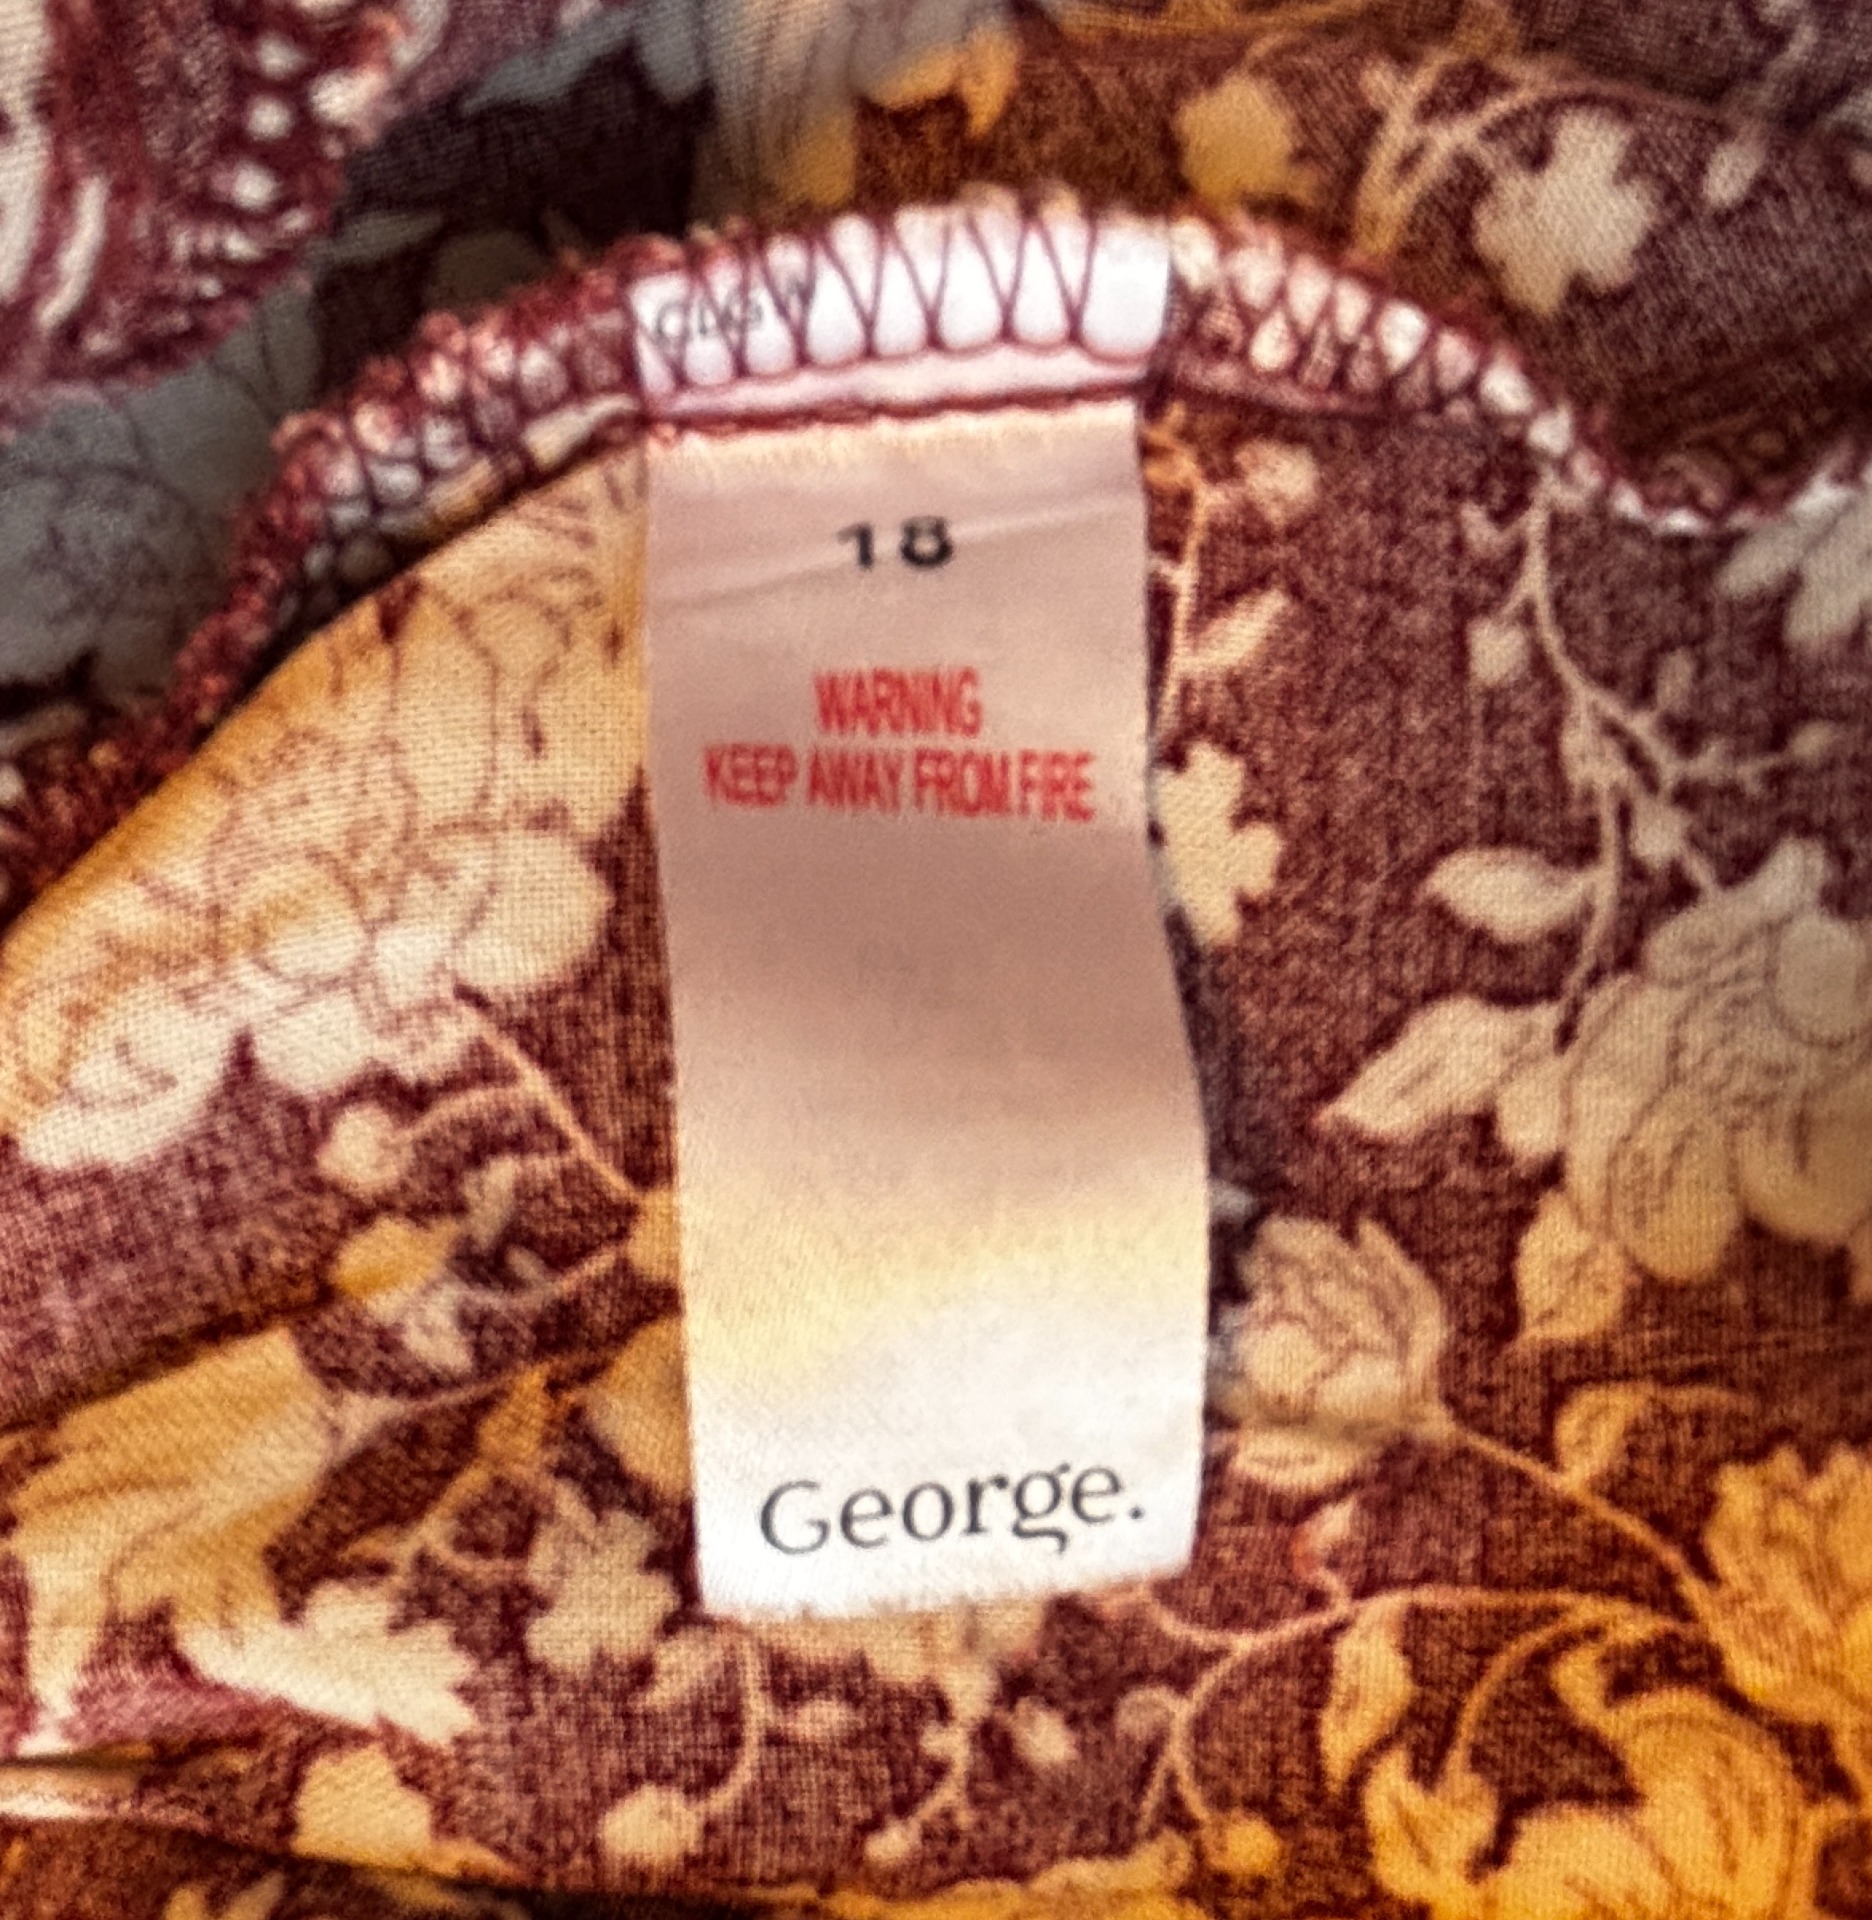 18
WARNING
KEEP AWAY FROM FIRE
George.